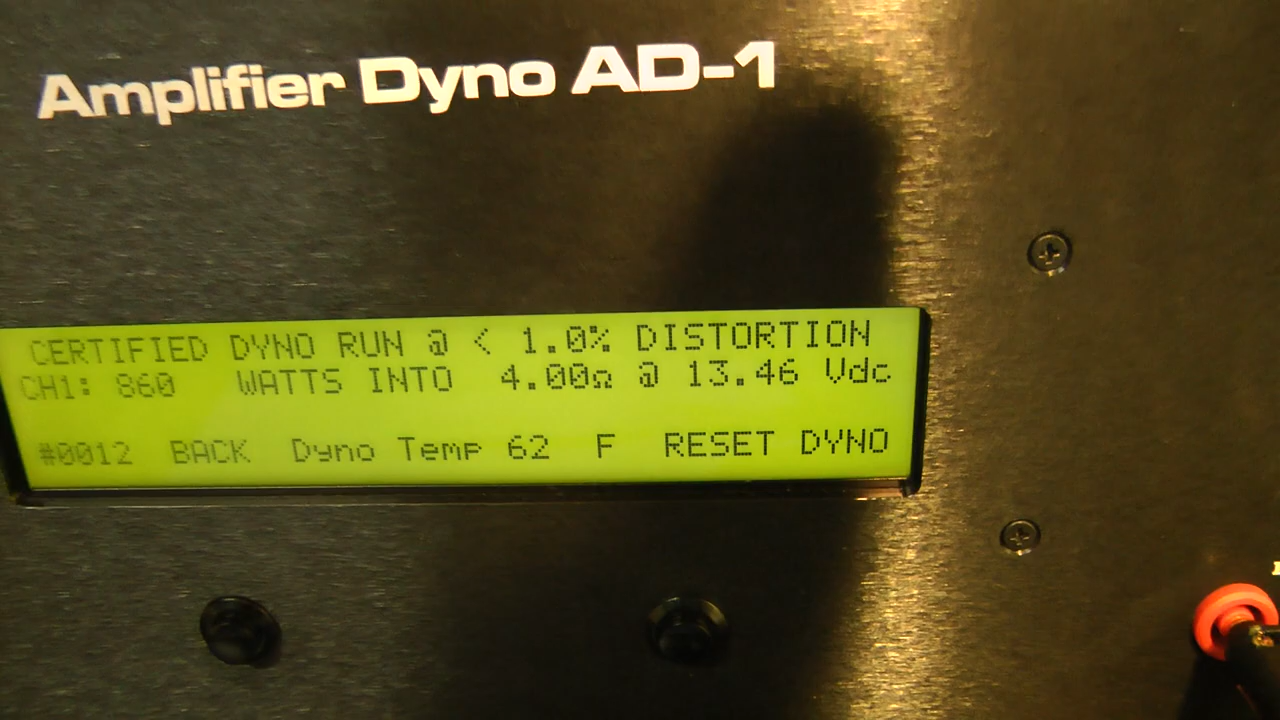 Amplifier Dyno AD-1
CERTIFIED DYNO RUN @ < 1.0% DISTORTION
CH1: 860 WATTS INTO 4.00Ω @ 13.46 Vdc
#0012 BACK Dyno Temp 62 F RESET DYNO